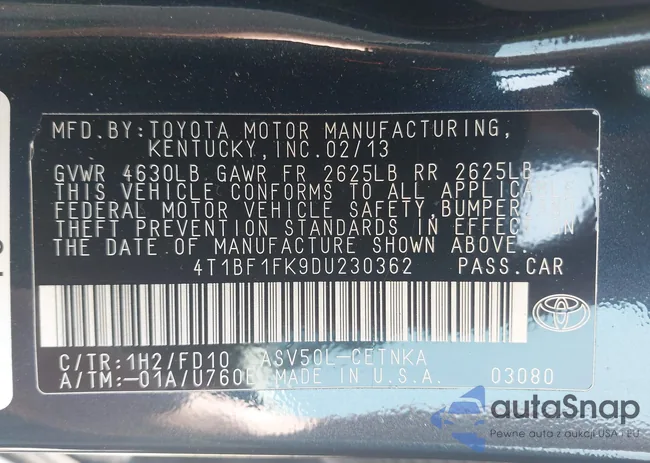 MFD.BY:TOYOTA MOTOR MANUFACTURING,
KENTUCKY,INC.02/13
GVWR 4630LB GAWR FR 2625LB RR 2625LB
THIS VEHICLE CONFORMS TO ALL APPLICABLE
FEDERAL MOTOR VEHICLE SAFETY,BUMPER,
THEFT PREVENTION STANDARDS IN EFFECT
THE DATE OF MANUFACTURE SHOWN ABOVE.
4T1BF1FK9DU230362 PASS.CAR
C/TR:1H2/FD10 ASV50L-CETNKA
A/TM:-01A/U760E MADE IN U.S.A. 03080
autaSnap
Pewne auta z aukcji USA i EU